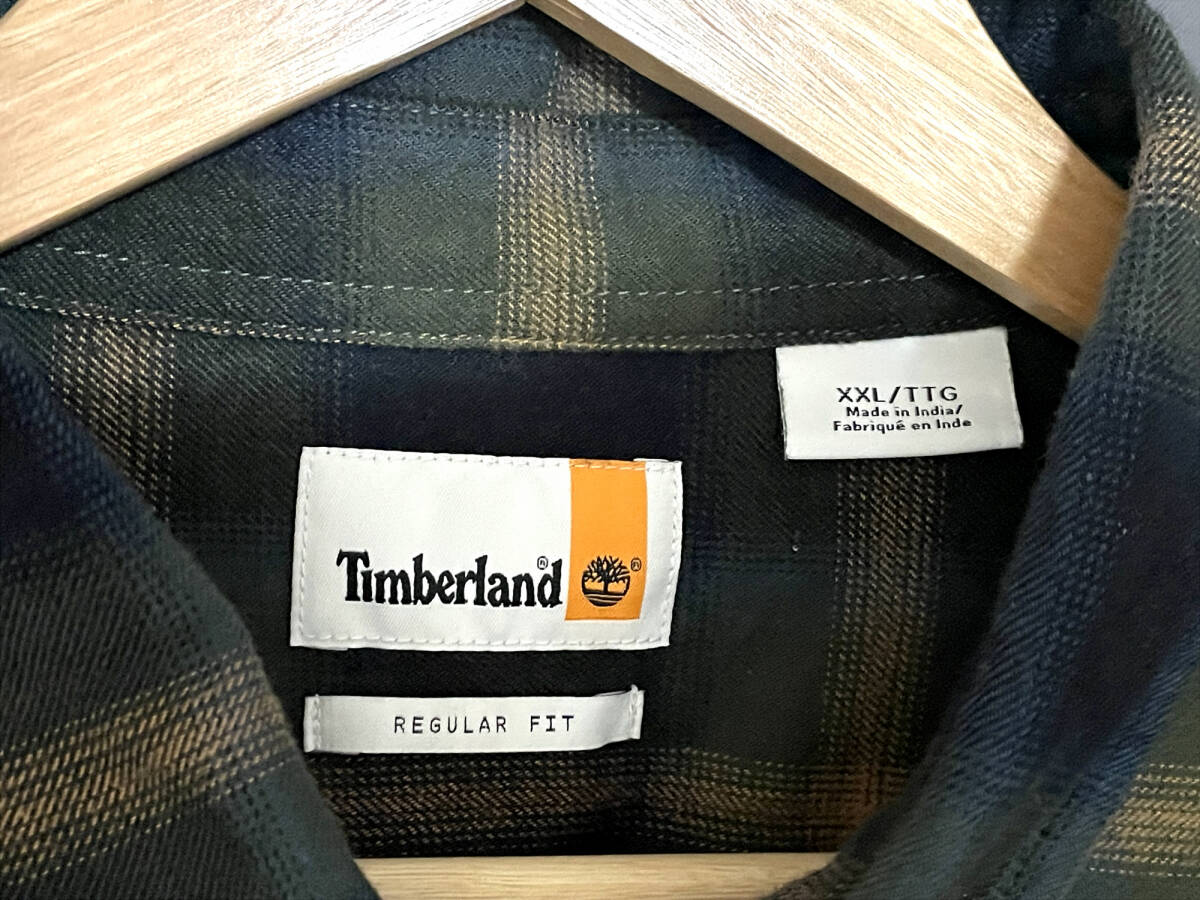 XXL/TTG
Made in India/
Fabriqué en Inde
Timberland®
®
REGULAR FIT